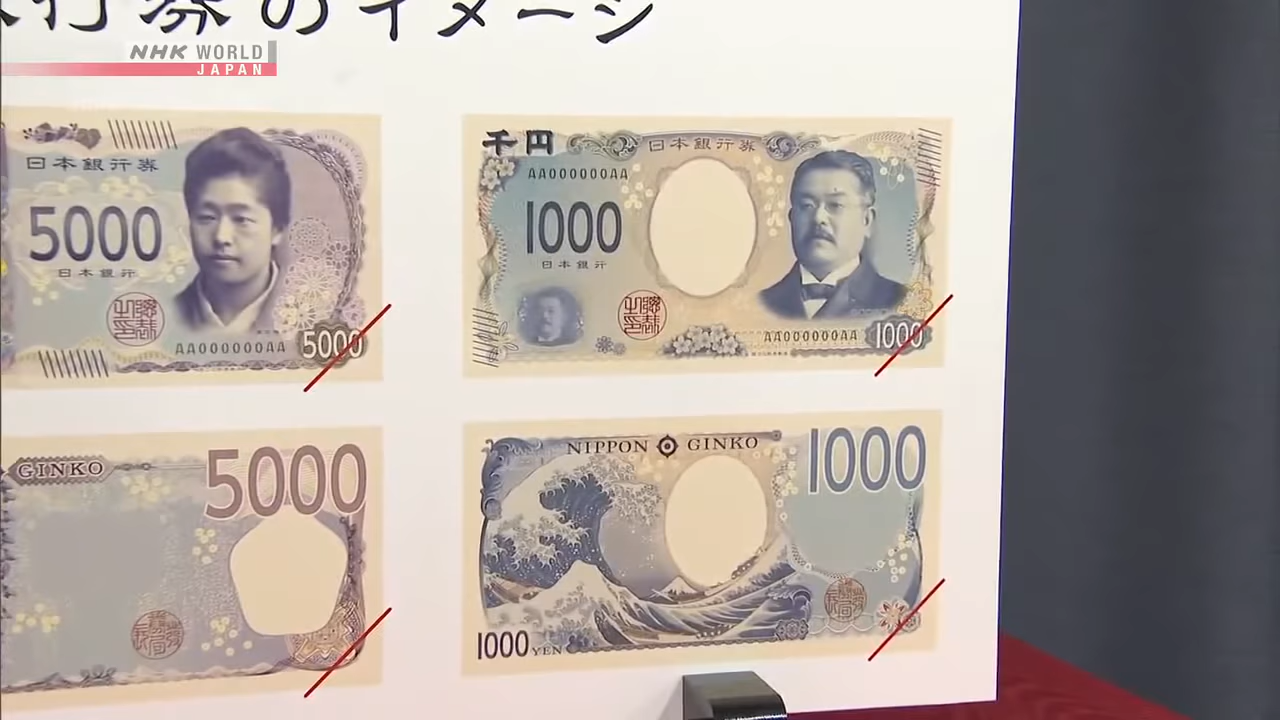 行券のイメージ
NHK WORLD
JAPAN
日本銀行券
5000
日本銀行
AA000000AA
5000
千円
日本銀行券
AA000000AA
1000
日本銀行
AA000000AA
1000
GINKO
5000
NIPPON GINKO
1000
1000 YEN